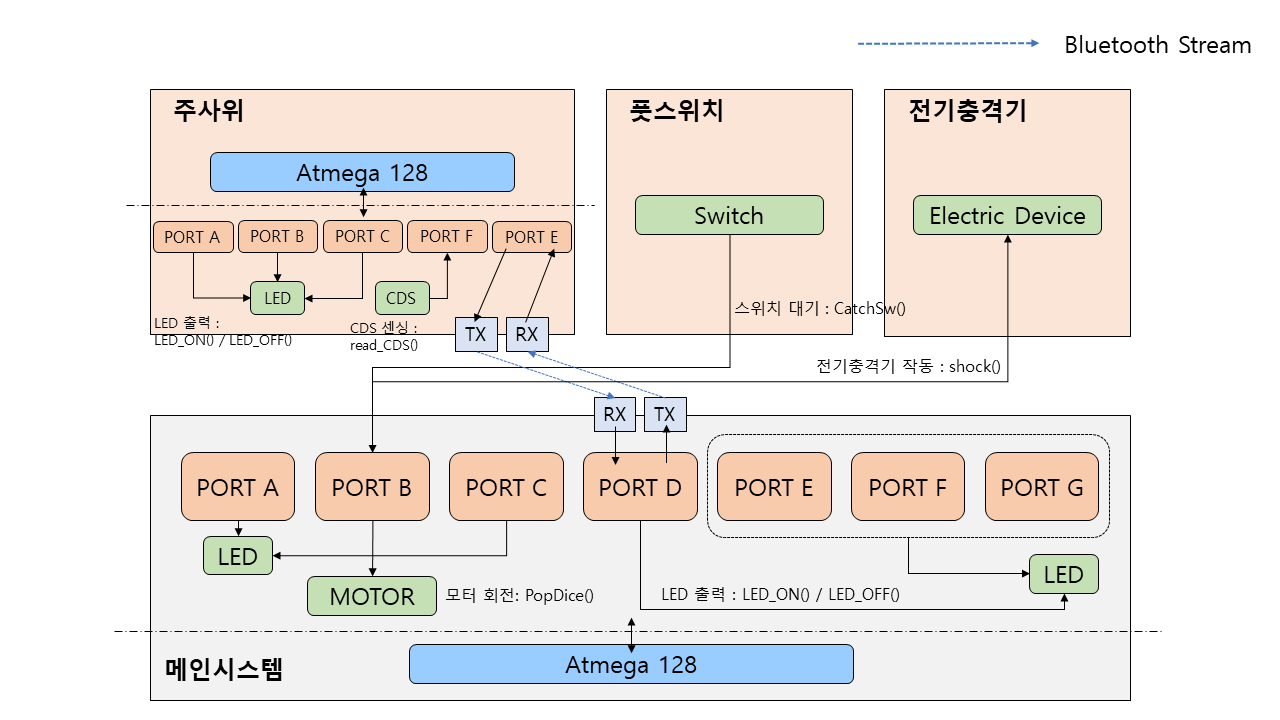 Bluetooth Stream
주사위
Atmega 128
PORT A
PORT B
PORT C
PORT F
PORT E
LED
CDS
LED 출력 :
LED_ON() / LED_OFF()
CDS 센싱 :
read_CDS()
TX
RX
풋스위치
Switch
스위치 대기 : CatchSw()
전기충격기
Electric Device
전기충격기 작동 : shock()
RX
TX
PORT A
PORT B
PORT C
PORT D
PORT E
PORT F
PORT G
LED
MOTOR
모터 회전: PopDice()
LED 출력 : LED_ON() / LED_OFF()
LED
메인시스템
Atmega 128